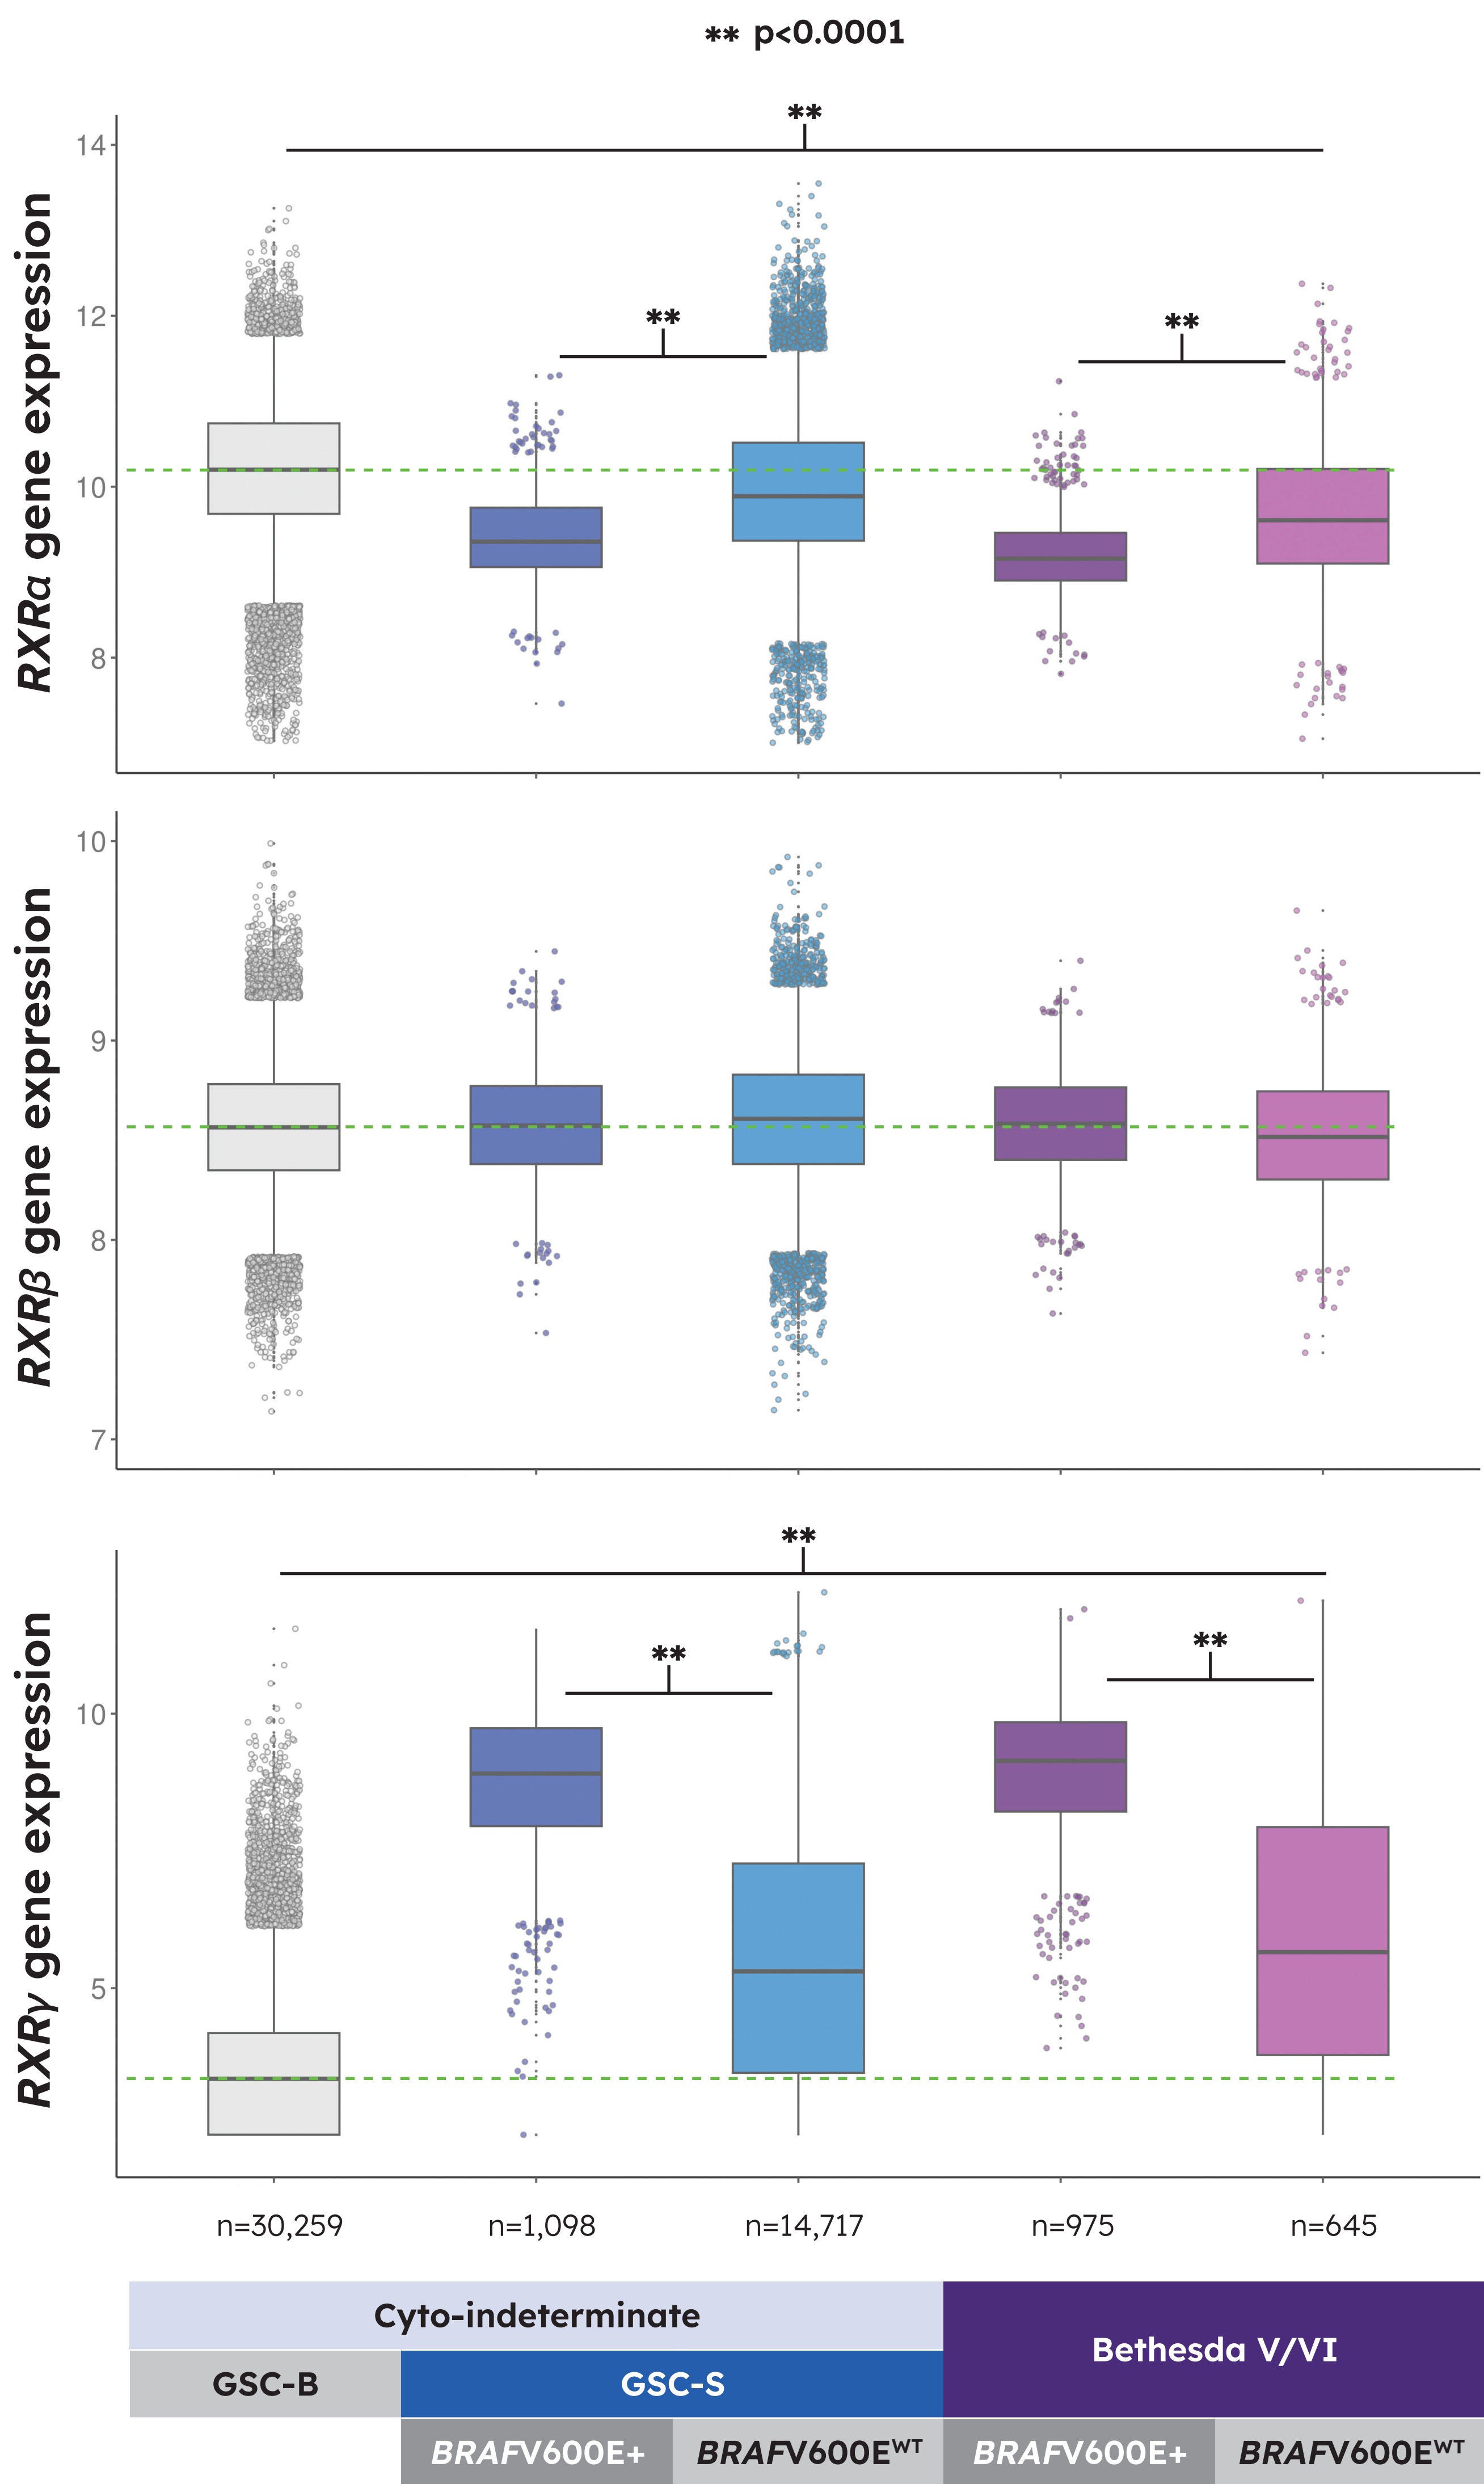 ** p<0.0001
**
14
12
10
8
**
**
RXRα gene expression
10
9
8
7
RXRβ gene expression
**
**
**
10
5
RXRγ gene expression
n=30,259 n=1,098 n=14,717 n=975 n=645
Cyto-indeterminate
Bethesda V/VI
GSC-B GSC-S
BRAFV600E+ BRAFV600EWT BRAFV600E+ BRAFV600EWT